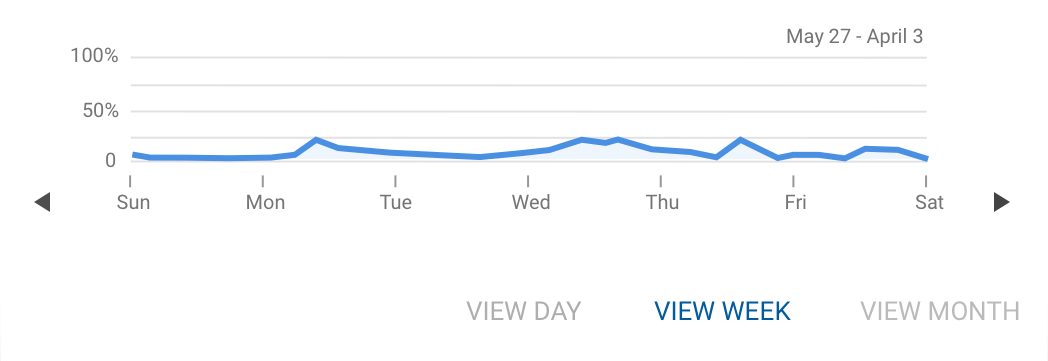 May 27 - April 3
100%
50%
0
Sun Mon Tue Wed Thu Fri Sat
VIEW DAY VIEW WEEK VIEW MONTH